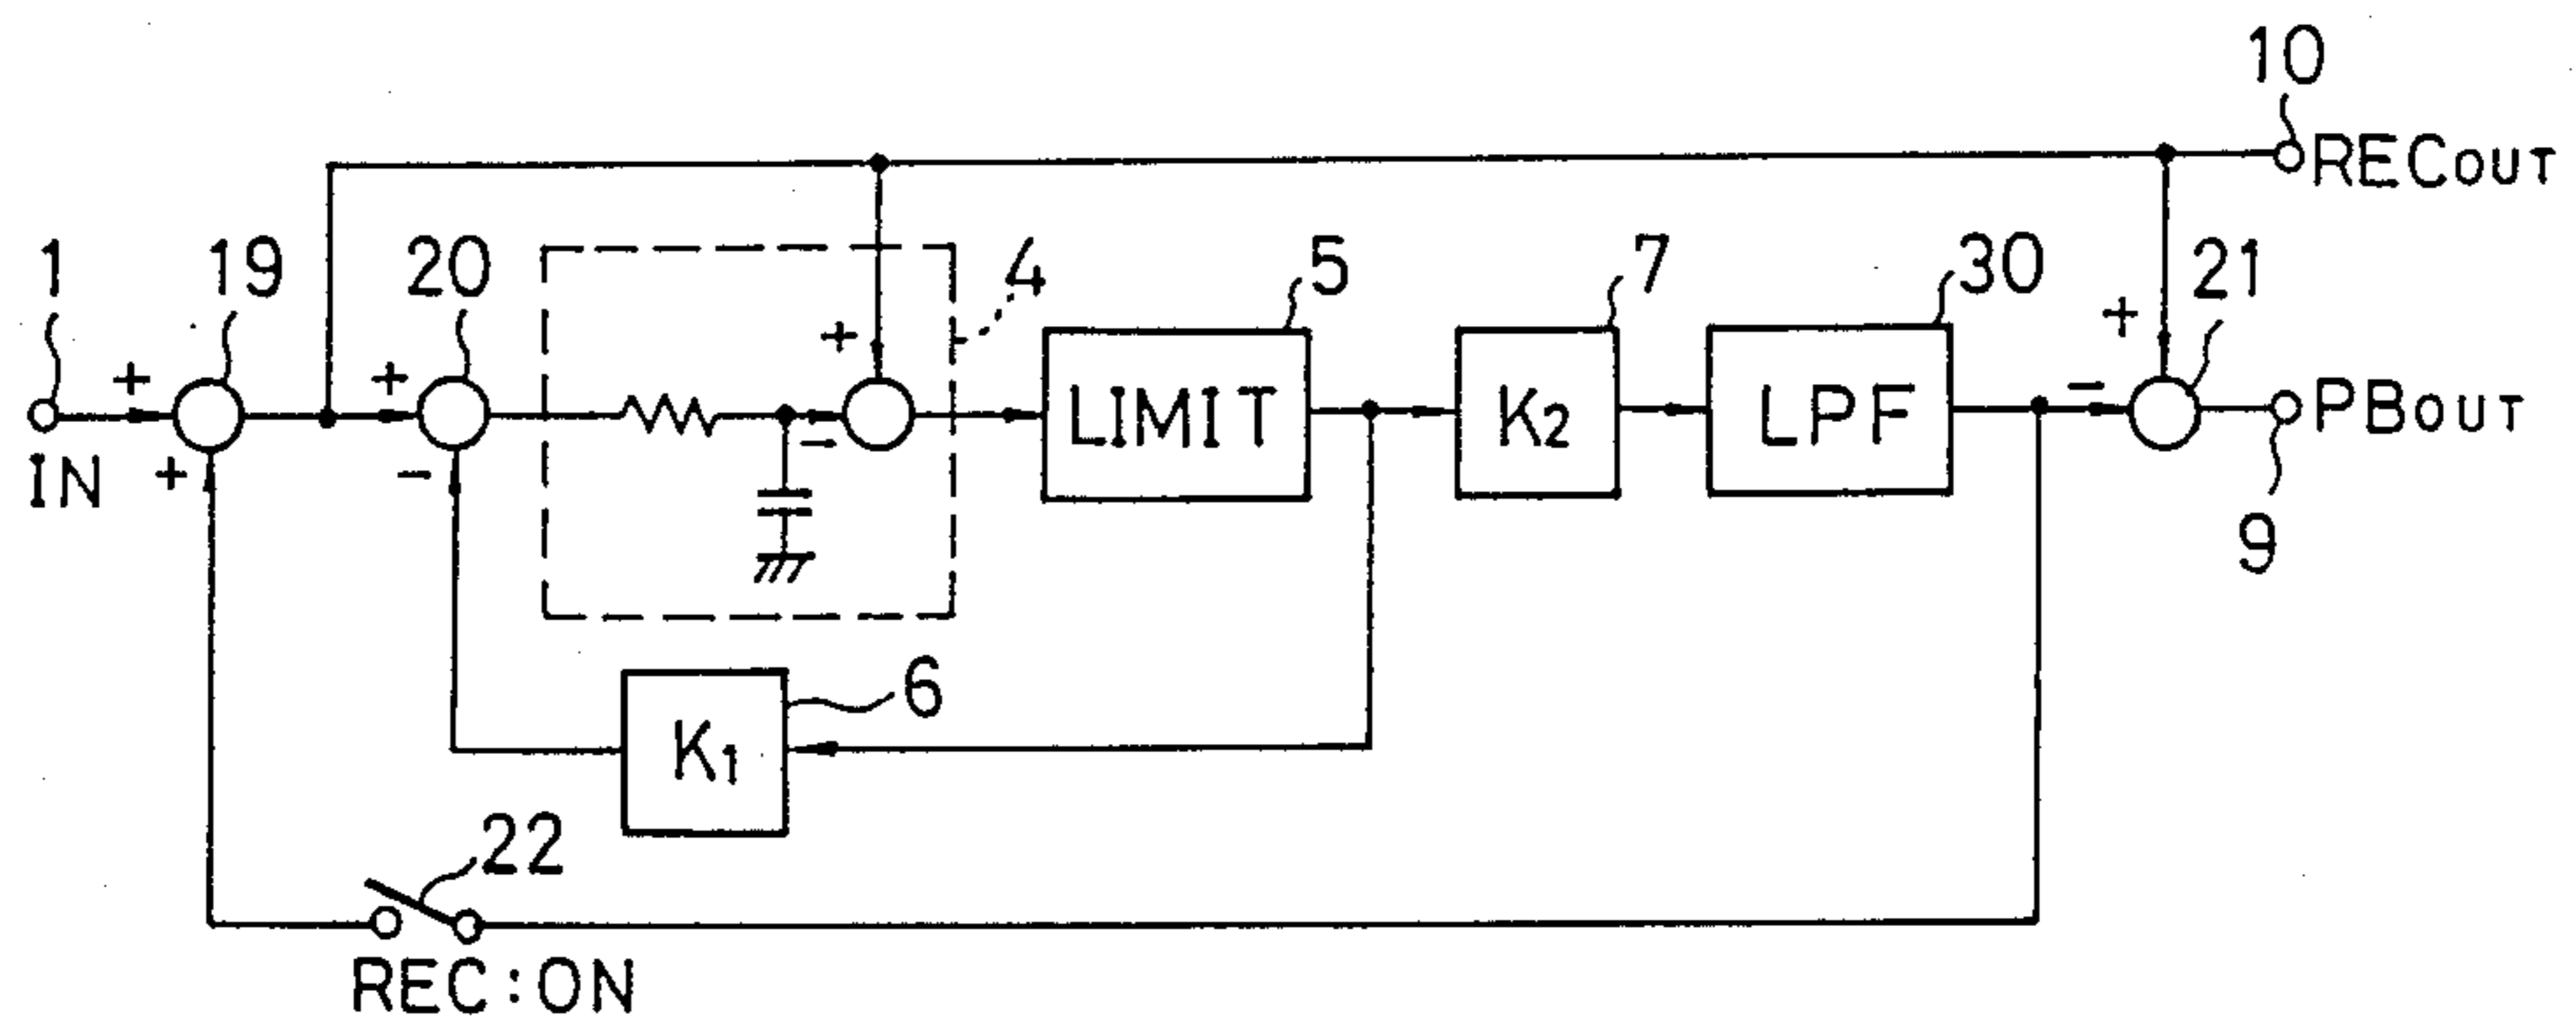 10
RECOUT
1
19
20
4
5
7
30
21
+
+
+
+
−
LIMIT
K2
LPF
PBOUT
IN
+
−
−
9
K1
6
22
REC:ON